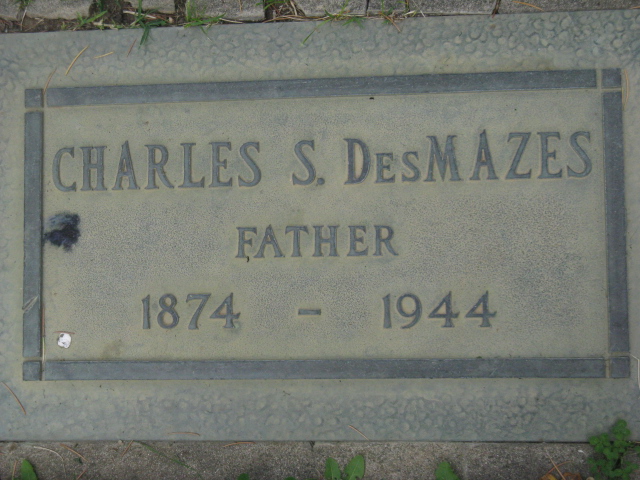 CHARLES S. DESMAZES
FATHER
1874 - 1944